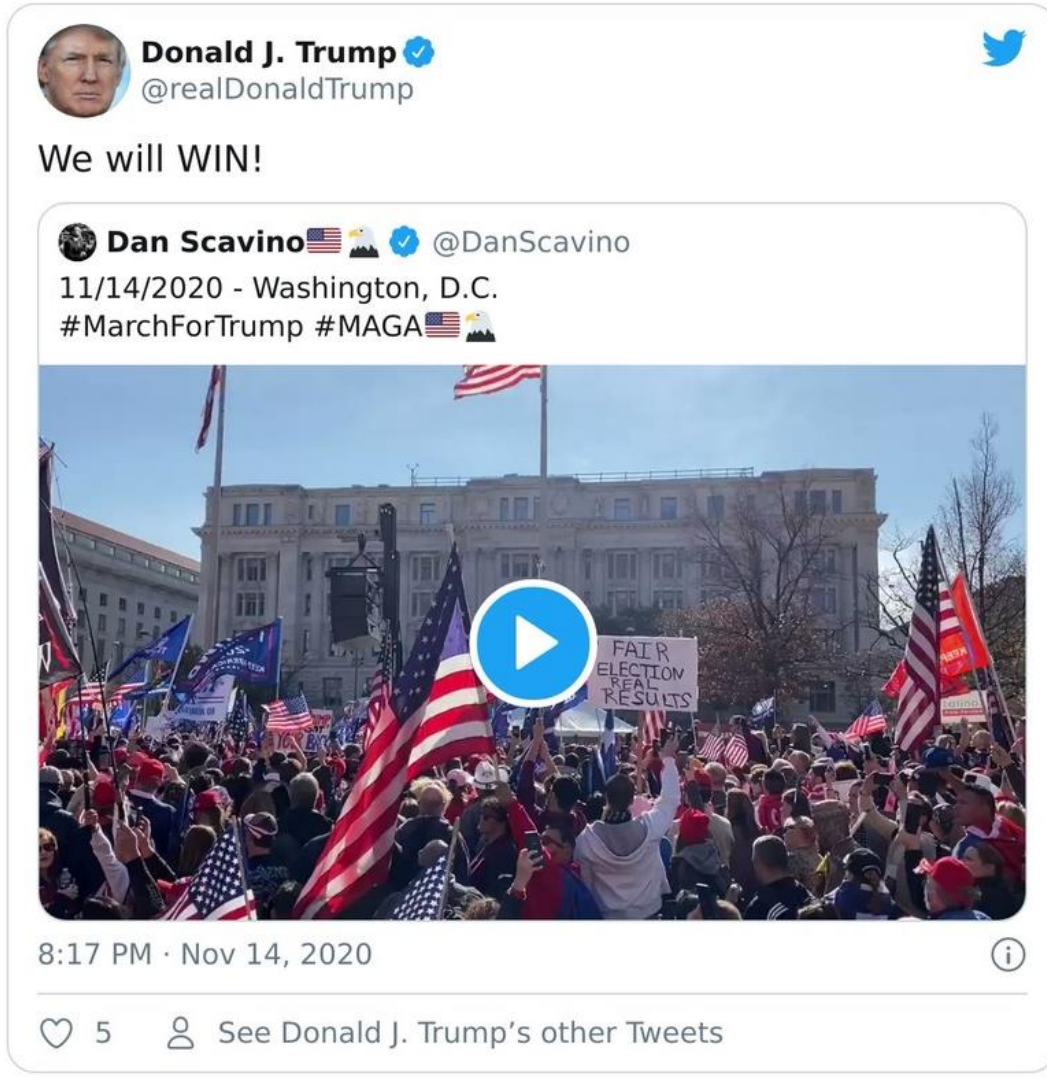 Donald J. Trump
@realDonaldTrump
We will WIN!
Dan Scavino🇺🇸🦅 @DanScavino
11/14/2020 - Washington, D.C.
#MarchForTrump #MAGA🇺🇸🦅
FAIR
ELECTION
REAL
RESULTS
8:17 PM · Nov 14, 2020
5 See Donald J. Trump’s other Tweets